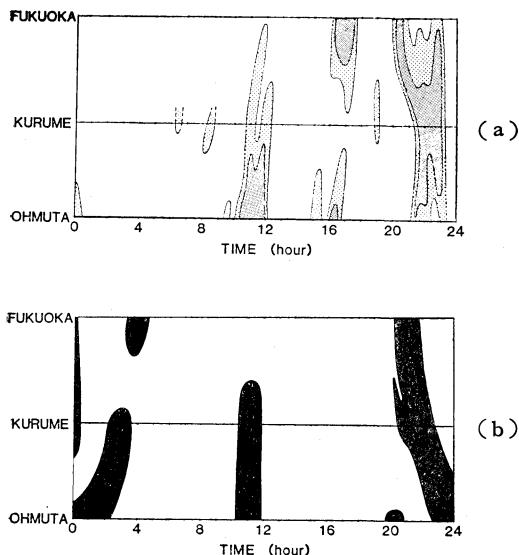 FUKUOKA
KURUME
OHMUTA
0 4 8 12 16 20 24
TIME (hour)
(a)
FUKUOKA
KURUME
OHMUTA
0 4 8 12 16 20 24
TIME (hour)
(b)